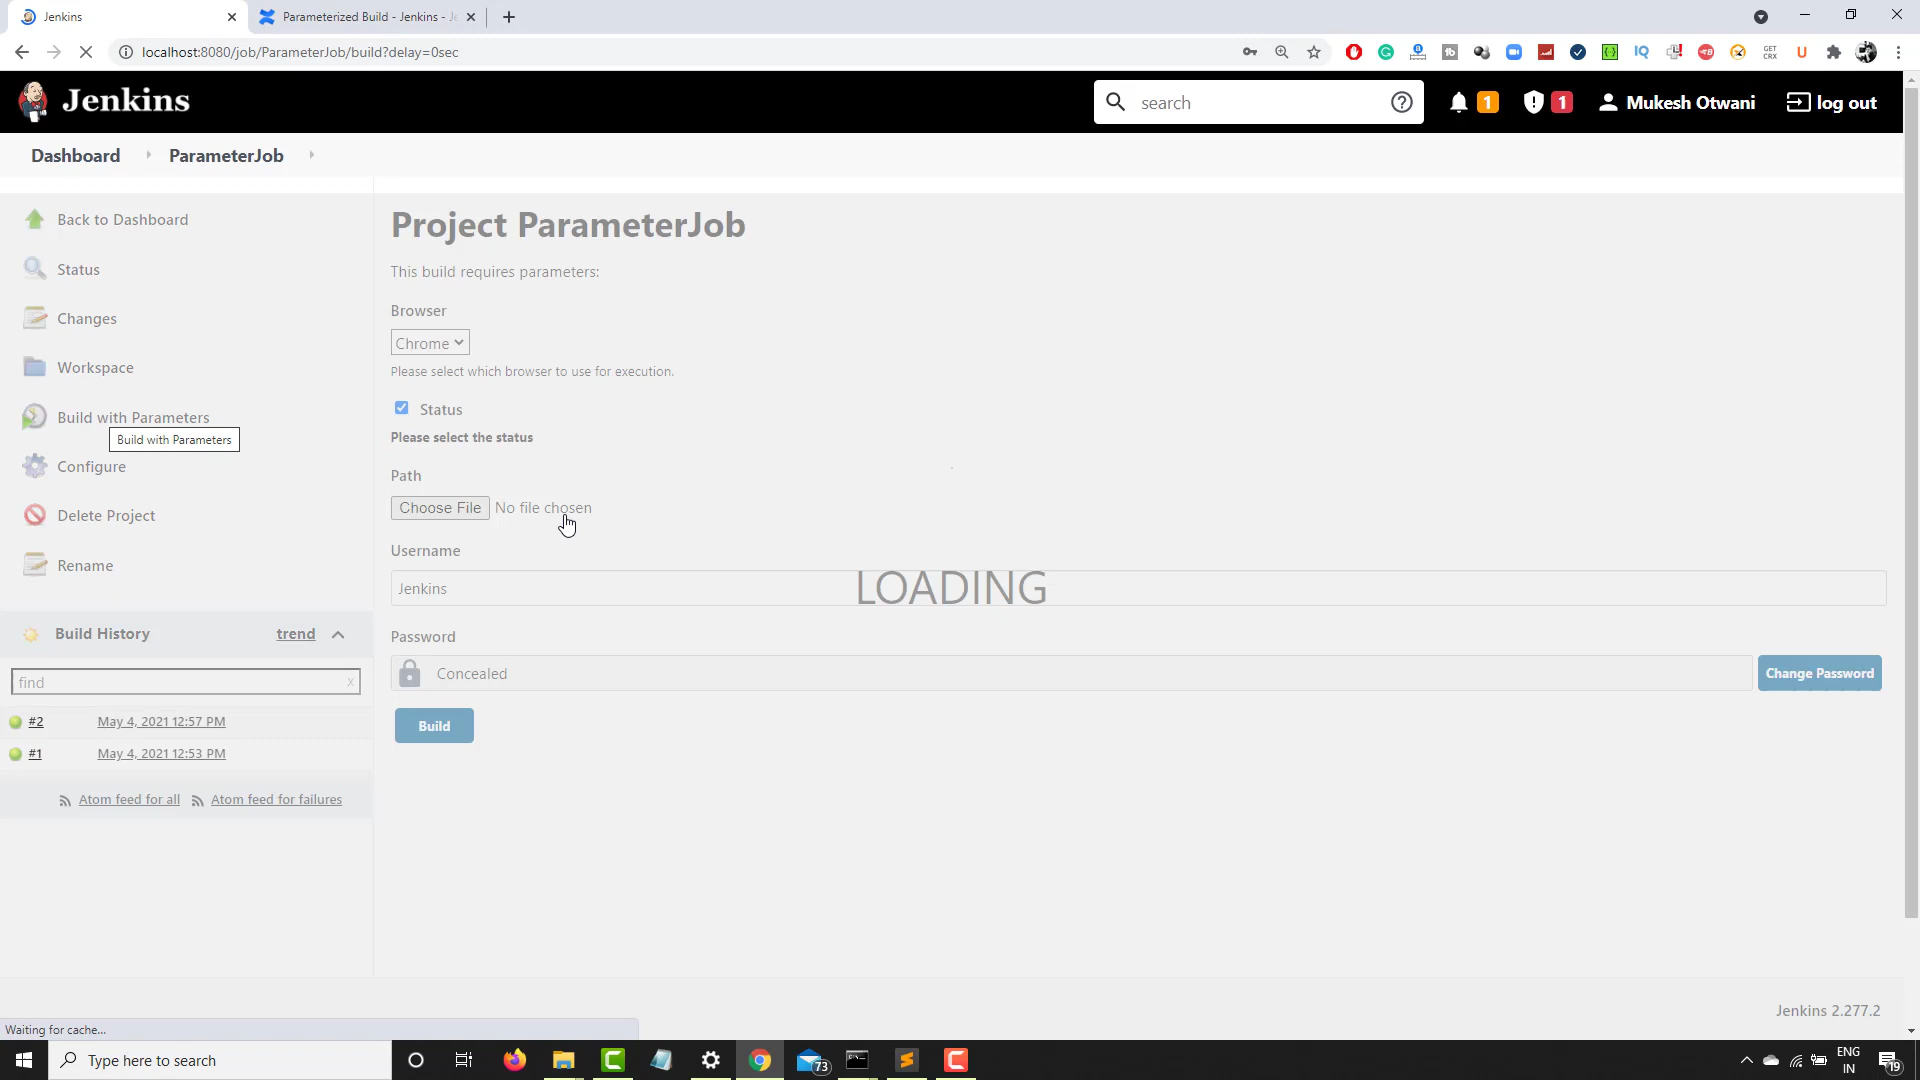 Jenkins
Parameterized Build - Jenkins - Je
localhost:8080/job/ParameterJob/build?delay=0sec
GET
CRX
Jenkins
search
1
1
Mukesh Otwani
log out
Dashboard
ParameterJob
Back to Dashboard
Status
Changes
Workspace
Build with Parameters
Build with Parameters
Configure
Delete Project
Rename
Build History
trend
find
x
#2 May 4, 2021 12:57 PM
#1 May 4, 2021 12:53 PM
Atom feed for all
Atom feed for failures
Project ParameterJob
This build requires parameters:
Browser
Chrome
Please select which browser to use for execution.
Status
Please select the status
Path
Choose File No file chosen
Username
Jenkins
LOADING
Password
Concealed
Change Password
Build
Jenkins 2.277.2
Waiting for cache...
Type here to search
73
ENG
IN
19